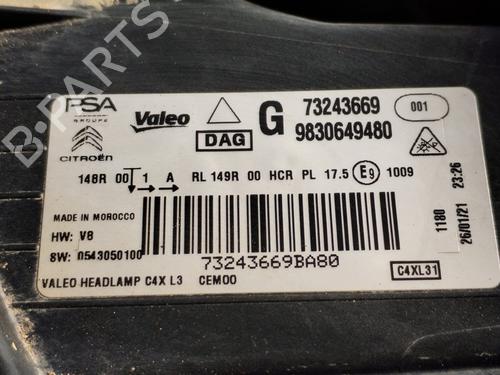 PSA
GROUPE
CITROËN
Valeo
DAG
G
73243669
9830649480
001
148R 00 1 A RL 149R 00 HCR PL 17.5 E9 1009
MADE IN MOROCCO
HW: V8
SW: 0543050100
73243669BA80
VALEO HEADLAMP C4X L3 CEM00
C4XL31
1180
26/01/21 23:26
B-PARTS